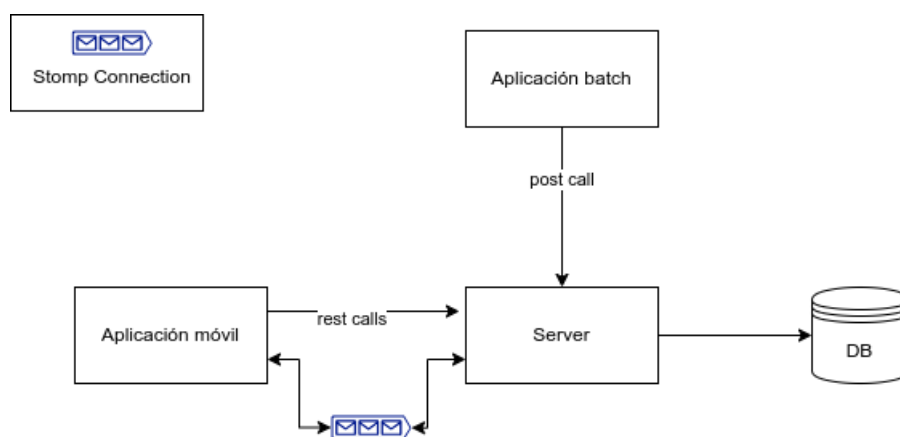 Stomp Connection
Aplicación batch
post call
Aplicación móvil
rest calls
Server
DB